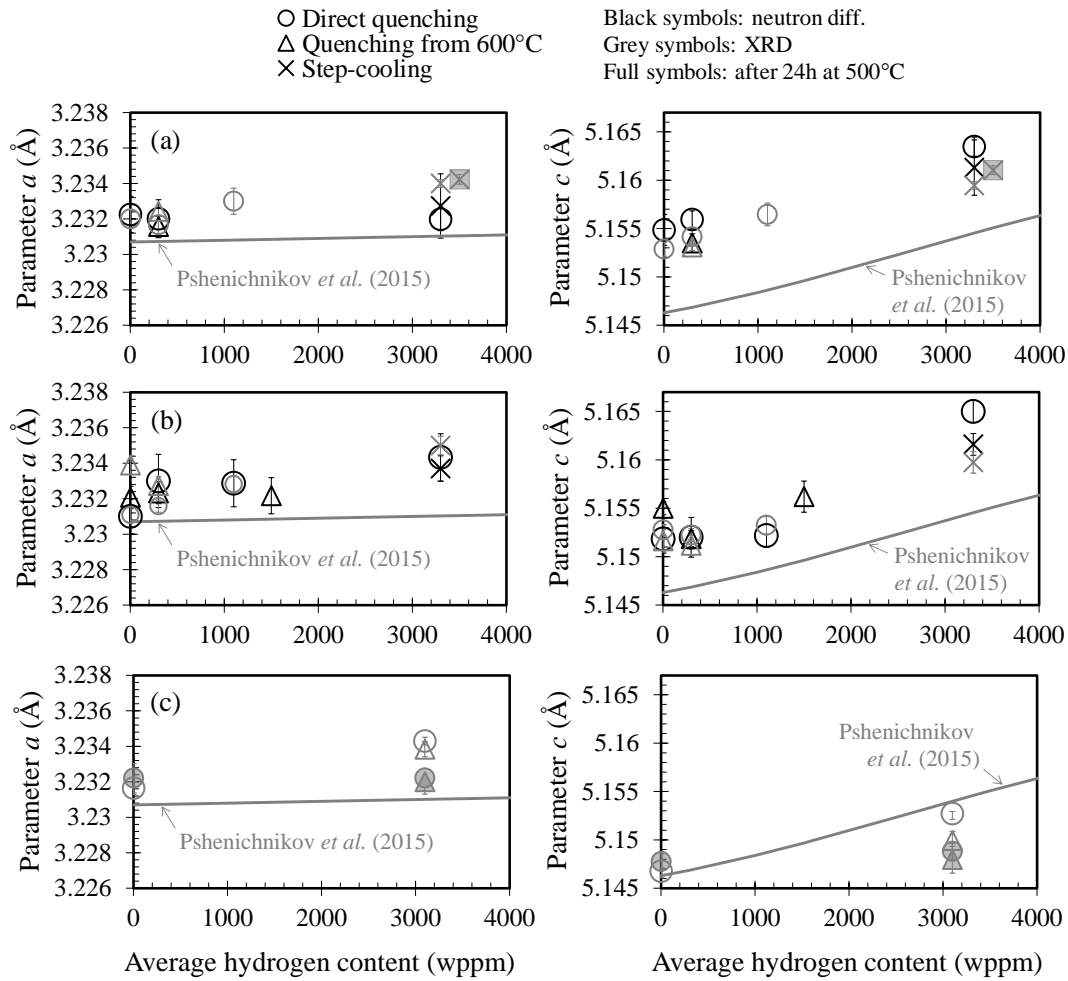 Direct quenching
Quenching from 600°C
Step-cooling
Black symbols: neutron diff.
Grey symbols: XRD
Full symbols: after 24h at 500°C
Parameter a (Å)
3.238
3.236
3.234
3.232
3.23
3.228
3.226
(a)
Pshenichnikov et al. (2015)
0 1000 2000 3000 4000
Parameter c (Å)
5.165
5.16
5.155
5.15
5.145
Pshenichnikov
et al. (2015)
0 1000 2000 3000 4000
Parameter a (Å)
3.238
3.236
3.234
3.232
3.23
3.228
3.226
(b)
Pshenichnikov et al. (2015)
0 1000 2000 3000 4000
Parameter c (Å)
5.165
5.16
5.155
5.15
5.145
Pshenichnikov
et al. (2015)
0 1000 2000 3000 4000
Parameter a (Å)
3.238
3.236
3.234
3.232
3.23
3.228
3.226
(c)
Pshenichnikov et al. (2015)
0 1000 2000 3000 4000
Average hydrogen content (wppm)
Parameter c (Å)
5.165
5.16
5.155
5.15
5.145
Pshenichnikov
et al. (2015)
0 1000 2000 3000 4000
Average hydrogen content (wppm)